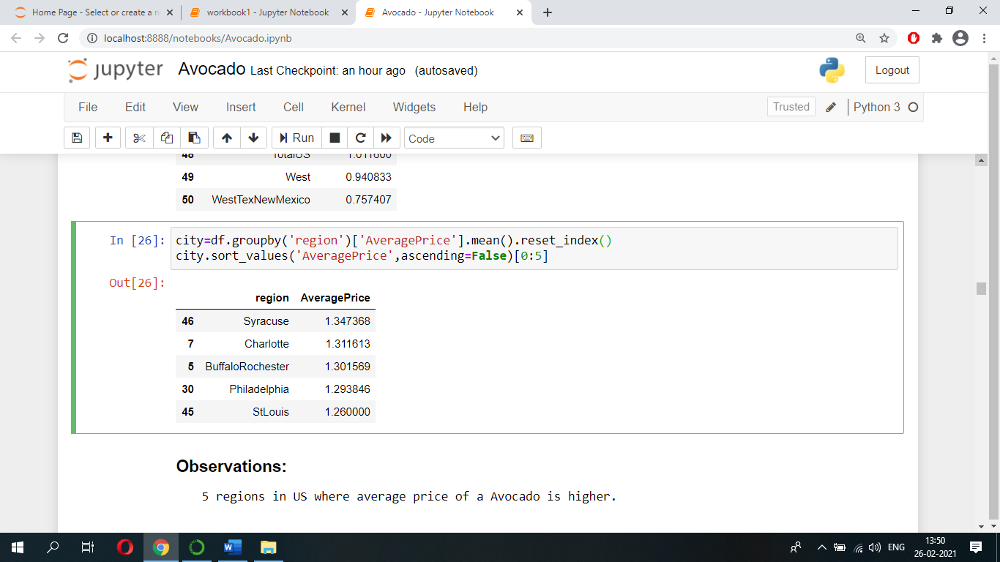 Home Page - Select or create a n
workbook1 - Jupyter Notebook
Avocado - Jupyter Notebook
localhost:8888/notebooks/Avocado.ipynb
jupyter Avocado Last Checkpoint: an hour ago (autosaved)
Logout
File Edit View Insert Cell Kernel Widgets Help
Trusted
Python 3
Run
Code
48 TotalUS 1.011600
49 West 0.940833
50 WestTexNewMexico 0.757407
In [26]: city=df.groupby('region')['AveragePrice'].mean().reset_index()
city.sort_values('AveragePrice',ascending=False)[0:5]
Out[26]:
region AveragePrice
46 Syracuse 1.347368
7 Charlotte 1.311613
5 BuffaloRochester 1.301569
30 Philadelphia 1.293846
45 StLouis 1.260000
Observations:
5 regions in US where average price of a Avocado is higher.
ENG
13:50
26-02-2021